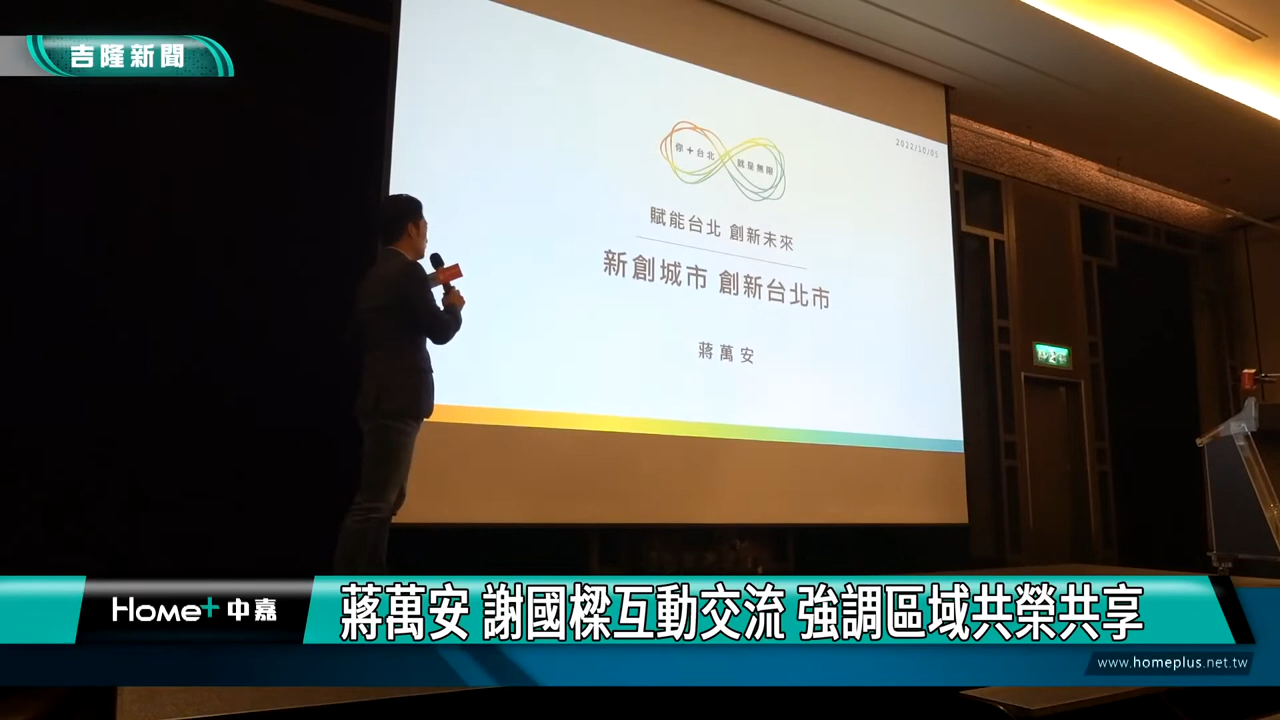 吉隆新聞
2022/10/05
你+台北 就是無限
賦能台北 創新未來
新創城市 創新台北市
蔣萬安
Home+ 中嘉
蔣萬安 謝國樑互動交流 強調區域共榮共享
www.homeplus.net.tw